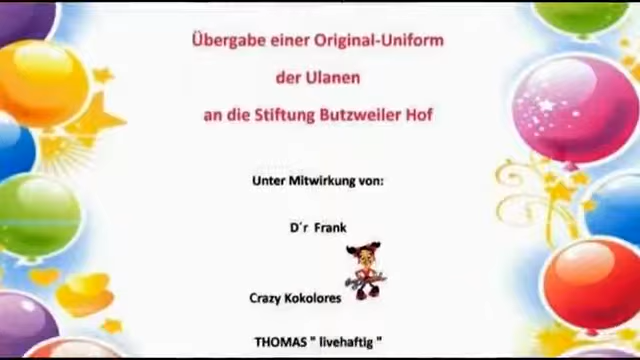 Übergabe einer Original-Uniform
der Ulanen
an die Stiftung Butzweiler Hof
Unter Mitwirkung von:
D´r Frank
Crazy Kokolores
THOMAS " livehaftig "